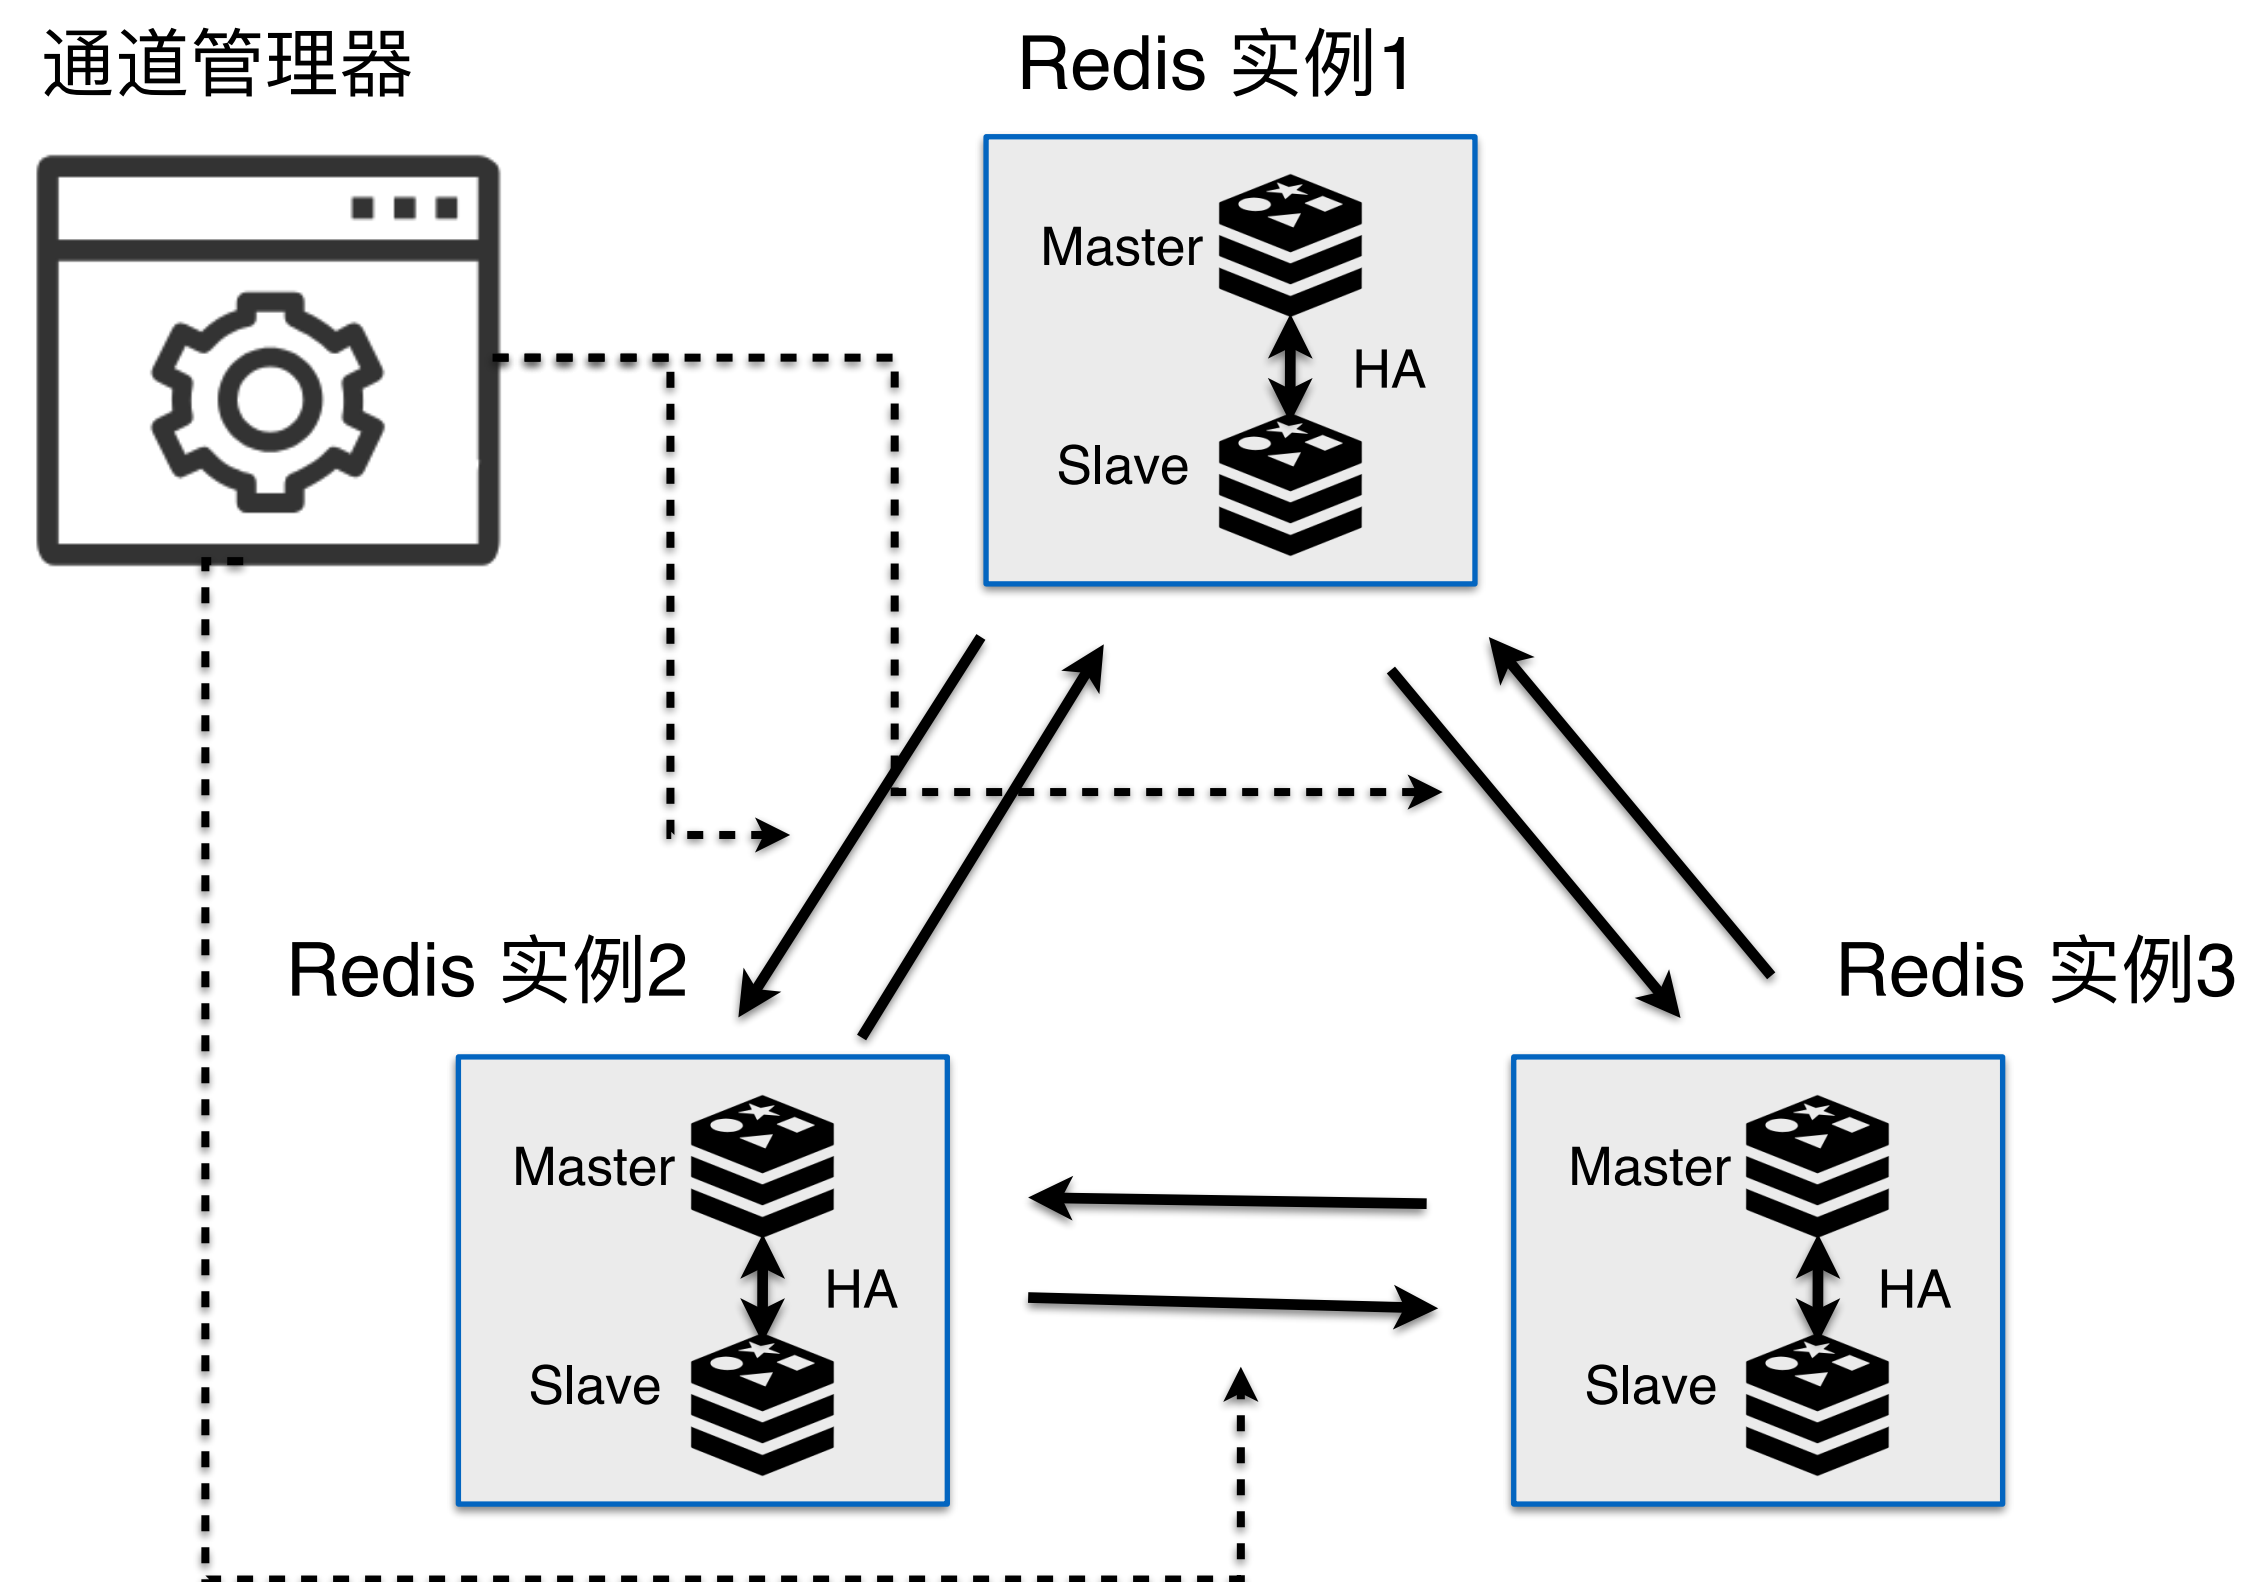 通道管理器
Redis 实例1
Master
HA
Slave
Redis 实例2
Redis 实例3
Master
HA
Slave
Master
HA
Slave